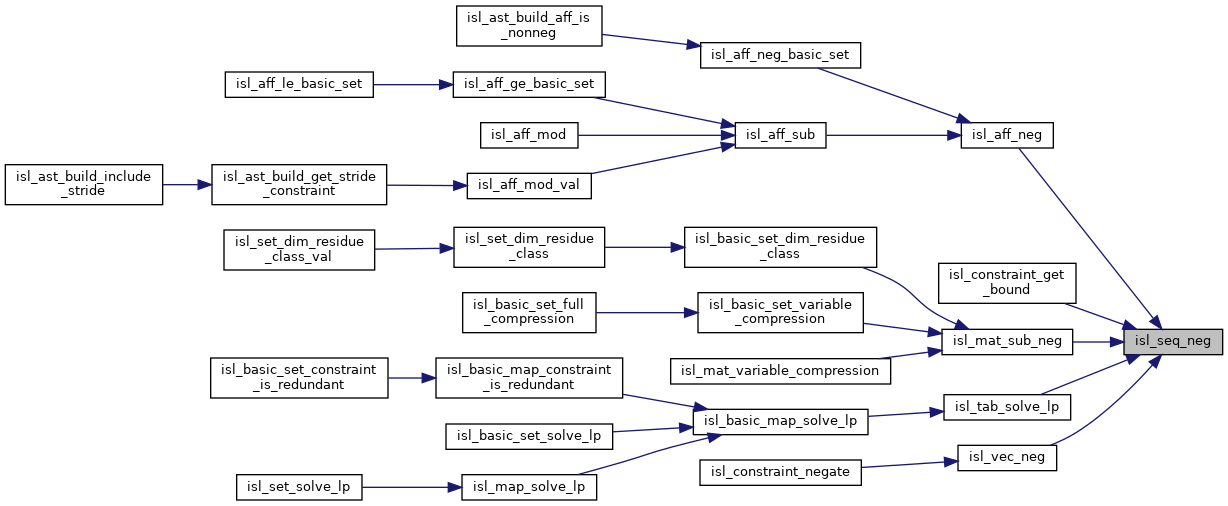 isl_ast_build_aff_is
_nonneg
isl_aff_neg_basic_set
isl_aff_le_basic_set
isl_aff_ge_basic_set
isl_aff_mod
isl_aff_sub
isl_aff_neg
isl_ast_build_include
_stride
isl_ast_build_get_stride
_constraint
isl_aff_mod_val
isl_set_dim_residue
_class_val
isl_set_dim_residue
_class
isl_basic_set_dim_residue
_class
isl_constraint_get
_bound
isl_basic_set_full
_compression
isl_basic_set_variable
_compression
isl_mat_sub_neg
isl_seq_neg
isl_mat_variable_compression
isl_basic_set_constraint
_is_redundant
isl_basic_map_constraint
_is_redundant
isl_tab_solve_lp
isl_basic_map_solve_lp
isl_basic_set_solve_lp
isl_vec_neg
isl_constraint_negate
isl_set_solve_lp
isl_map_solve_lp